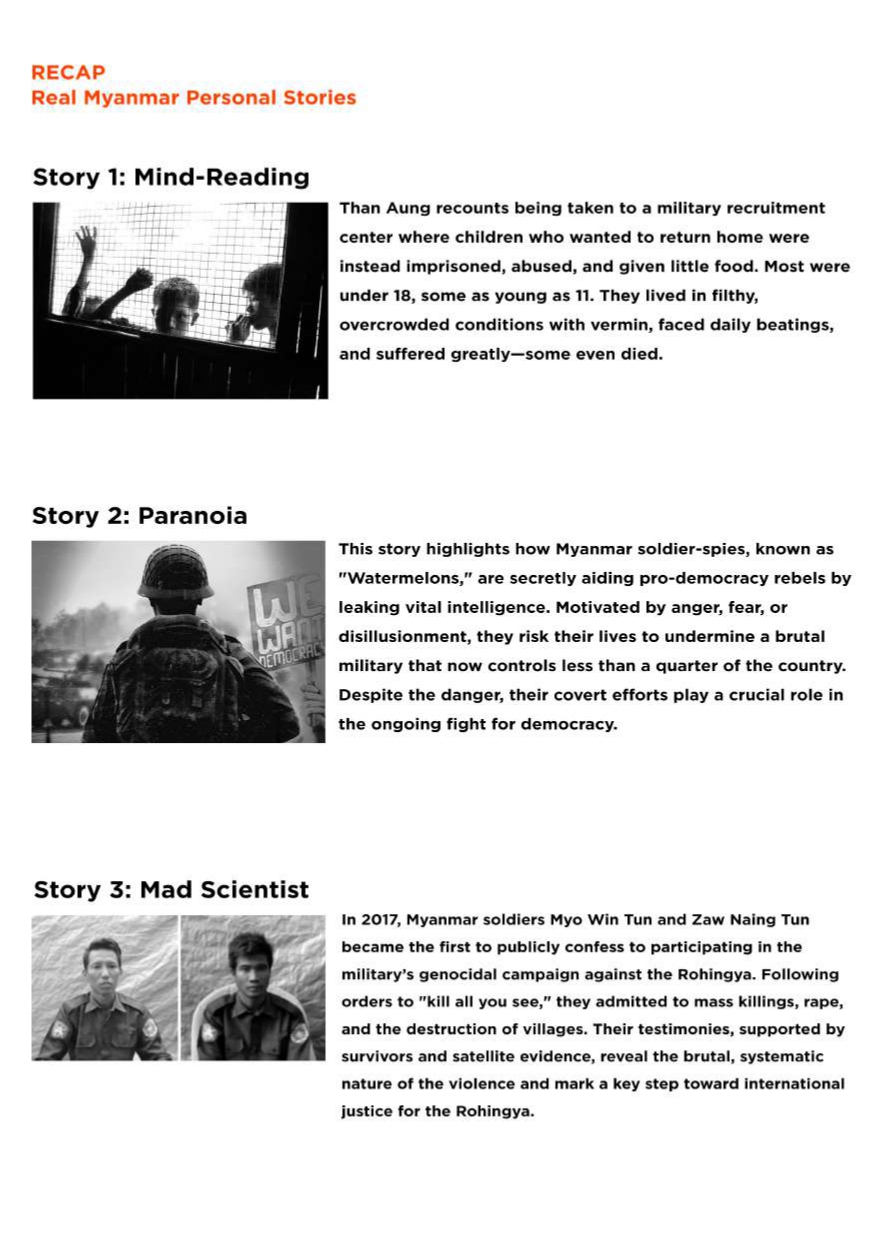 RECAP
Real Myanmar Personal Stories
Story 1: Mind-Reading
Than Aung recounts being taken to a military recruitment
center where children who wanted to return home were
instead imprisoned, abused, and given little food. Most were
under 18, some as young as 11. They lived in filthy,
overcrowded conditions with vermin, faced daily beatings,
and suffered greatly—some even died.
Story 2: Paranoia
This story highlights how Myanmar soldier-spies, known as
"Watermelons," are secretly aiding pro-democracy rebels by
leaking vital intelligence. Motivated by anger, fear, or
disillusionment, they risk their lives to undermine a brutal
military that now controls less than a quarter of the country.
Despite the danger, their covert efforts play a crucial role in
the ongoing fight for democracy.
WE
WANT
DEMOCRACY
Story 3: Mad Scientist
In 2017, Myanmar soldiers Myo Win Tun and Zaw Naing Tun
became the first to publicly confess to participating in the
military’s genocidal campaign against the Rohingya. Following
orders to "kill all you see," they admitted to mass killings, rape,
and the destruction of villages. Their testimonies, supported by
survivors and satellite evidence, reveal the brutal, systematic
nature of the violence and mark a key step toward international
justice for the Rohingya.